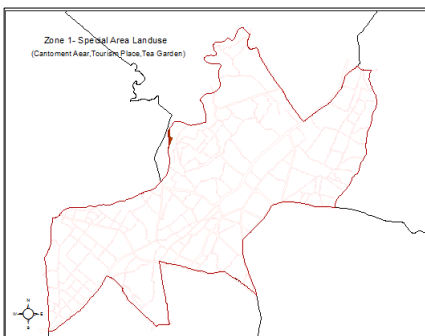 Zone 1- Special Area Landuse
(Cantoment Aear,Tourism Place,Tea Garden)
N
W
E
S